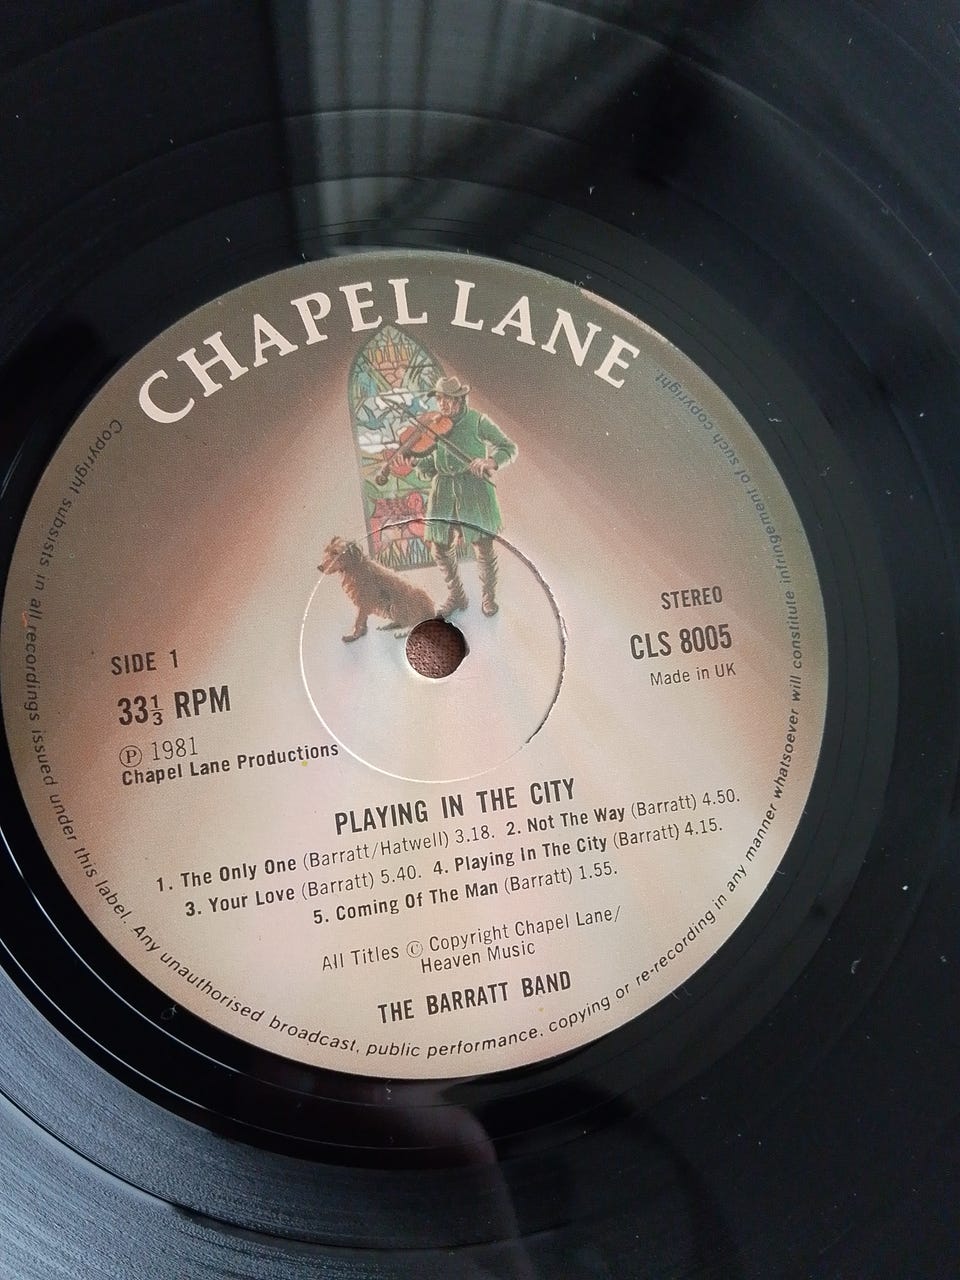 CHAPEL LANE
STEREO
CLS 8005
Made in UK
SIDE 1
33⅓ RPM
Ⓟ 1981
Chapel Lane Productions
PLAYING IN THE CITY
1. The Only One (Barratt/Hatwell) 3.18. 2. Not The Way (Barratt) 4.50.
3. Your Love (Barratt) 5.40. 4. Playing In The City (Barratt) 4.15.
5. Coming Of The Man (Barratt) 1.55.
All Titles © Copyright Chapel Lane/
Heaven Music
THE BARRATT BAND
Copyright subsists in all recordings issued under this label. Any unauthorised broadcast, public performance. copying or re-recording in any manner whatsoever will constitute infringement of such copyright.